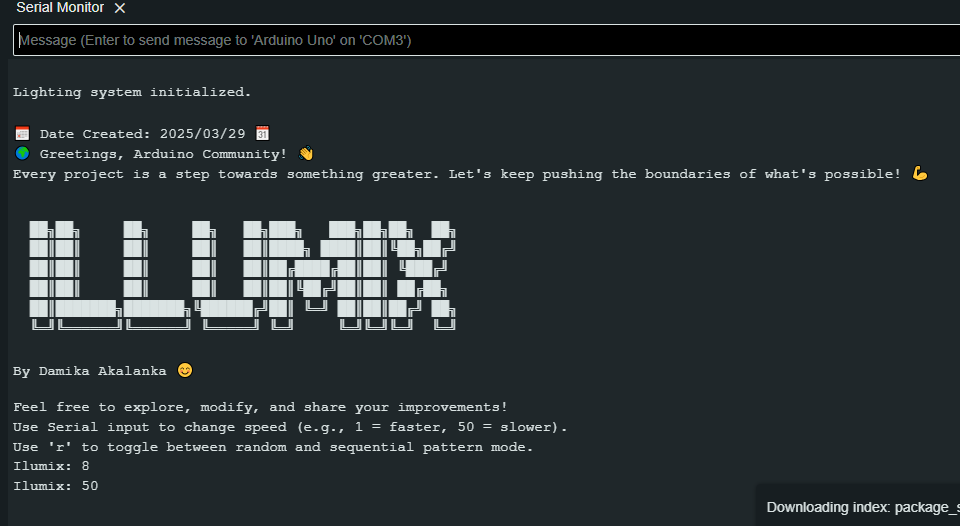 Serial Monitor
Message (Enter to send message to 'Arduino Uno' on 'COM3')
Lighting system initialized.
Date Created: 2025/03/29
Greetings, Arduino Community!
Every project is a step towards something greater. Let's keep pushing the boundaries of what's possible!
ILLUMIX
By Damika Akalanka
Feel free to explore, modify, and share your improvements!
Use Serial input to change speed (e.g., 1 = faster, 50 = slower).
Use 'r' to toggle between random and sequential pattern mode.
Ilumix: 8
Ilumix: 50
Downloading index: package_s